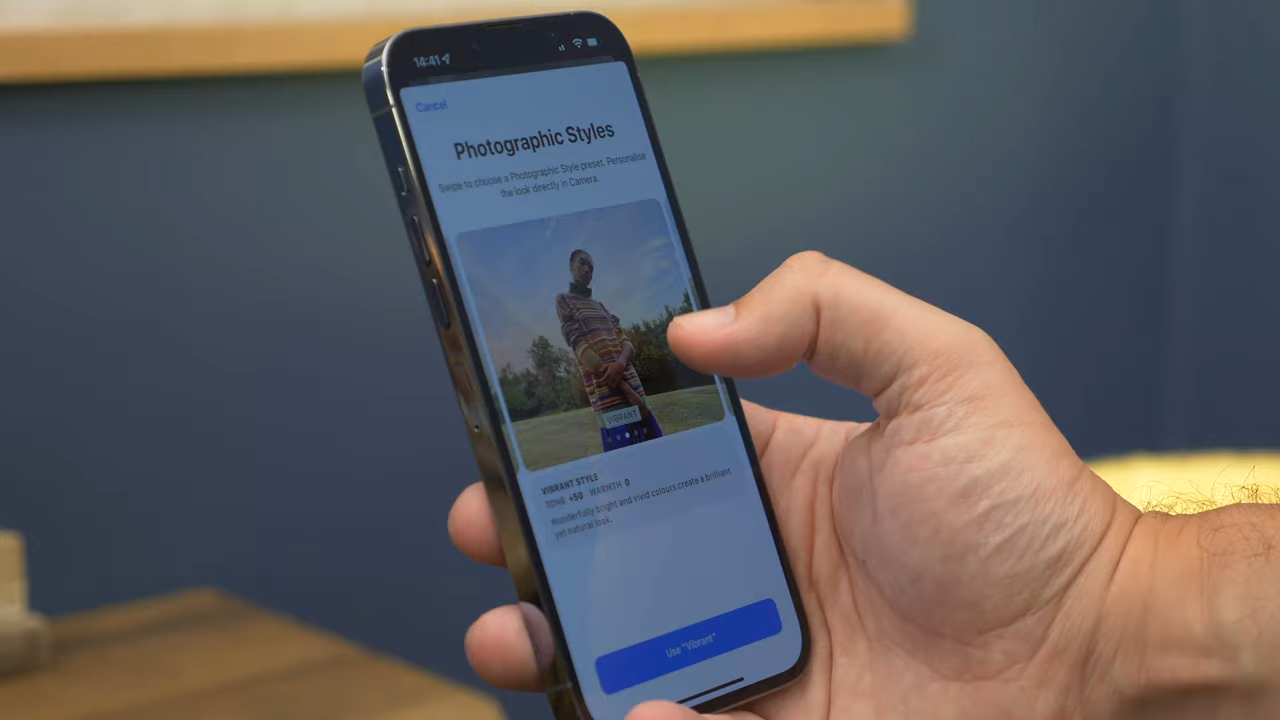 14:41
Cancel
Photographic Styles
Swipe to choose a Photographic Style preset. Personalise
the look directly in Camera.
VIBRANT
VIBRANT STYLE
TONE +50 WARMTH 0
Wonderfully bright and vivid colours create a brilliant
yet natural look.
Use "Vibrant"